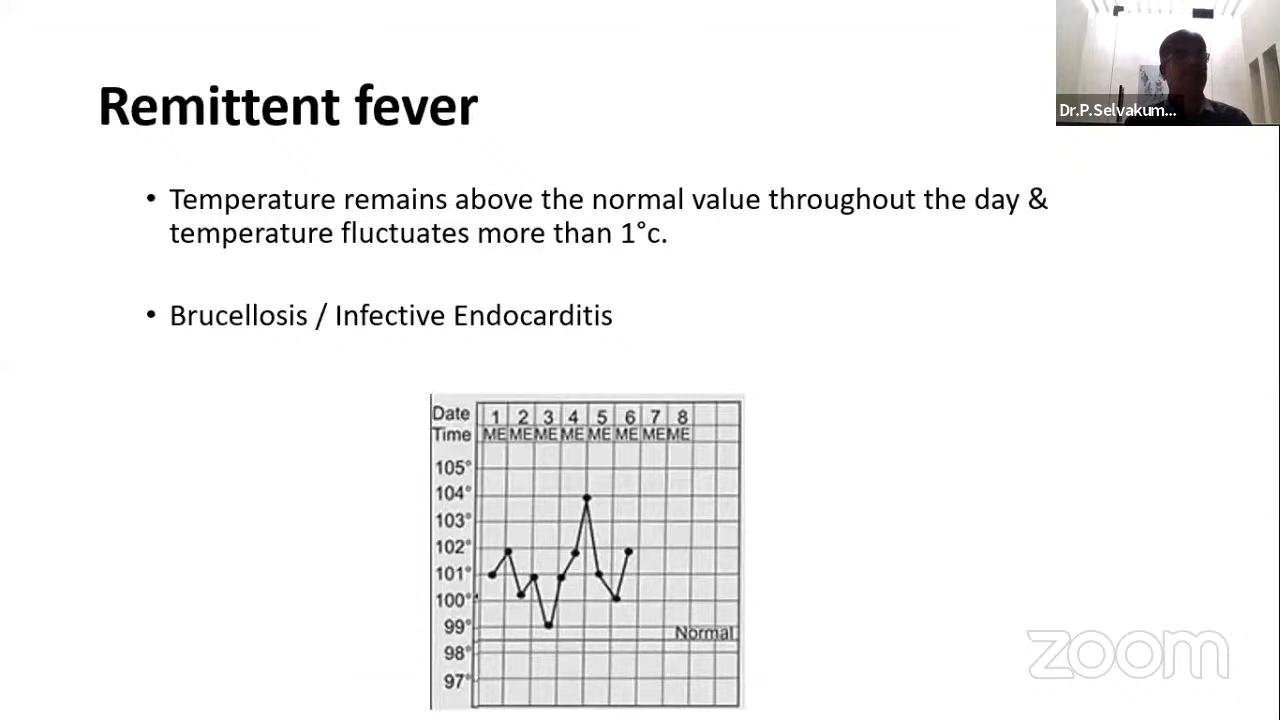 Remittent fever
Dr.P.Selvakum...
• Temperature remains above the normal value throughout the day &
temperature fluctuates more than 1°c.
• Brucellosis / Infective Endocarditis
Date 1 2 3 4 5 6 7 8
Time ME ME ME ME ME ME ME ME
105°
104°
103°
102°
101°
100°
99°
Normal
98°
97°
zoom